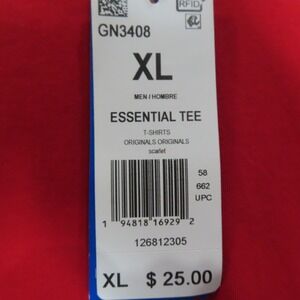 RFID
GN3408
XL
MEN / HOMBRE
ESSENTIAL TEE
T-SHIRTS
ORIGINALS ORIGINALS
scarlet
58
662
UPC
1 94818 16929 2
126812305
XL $ 25.00